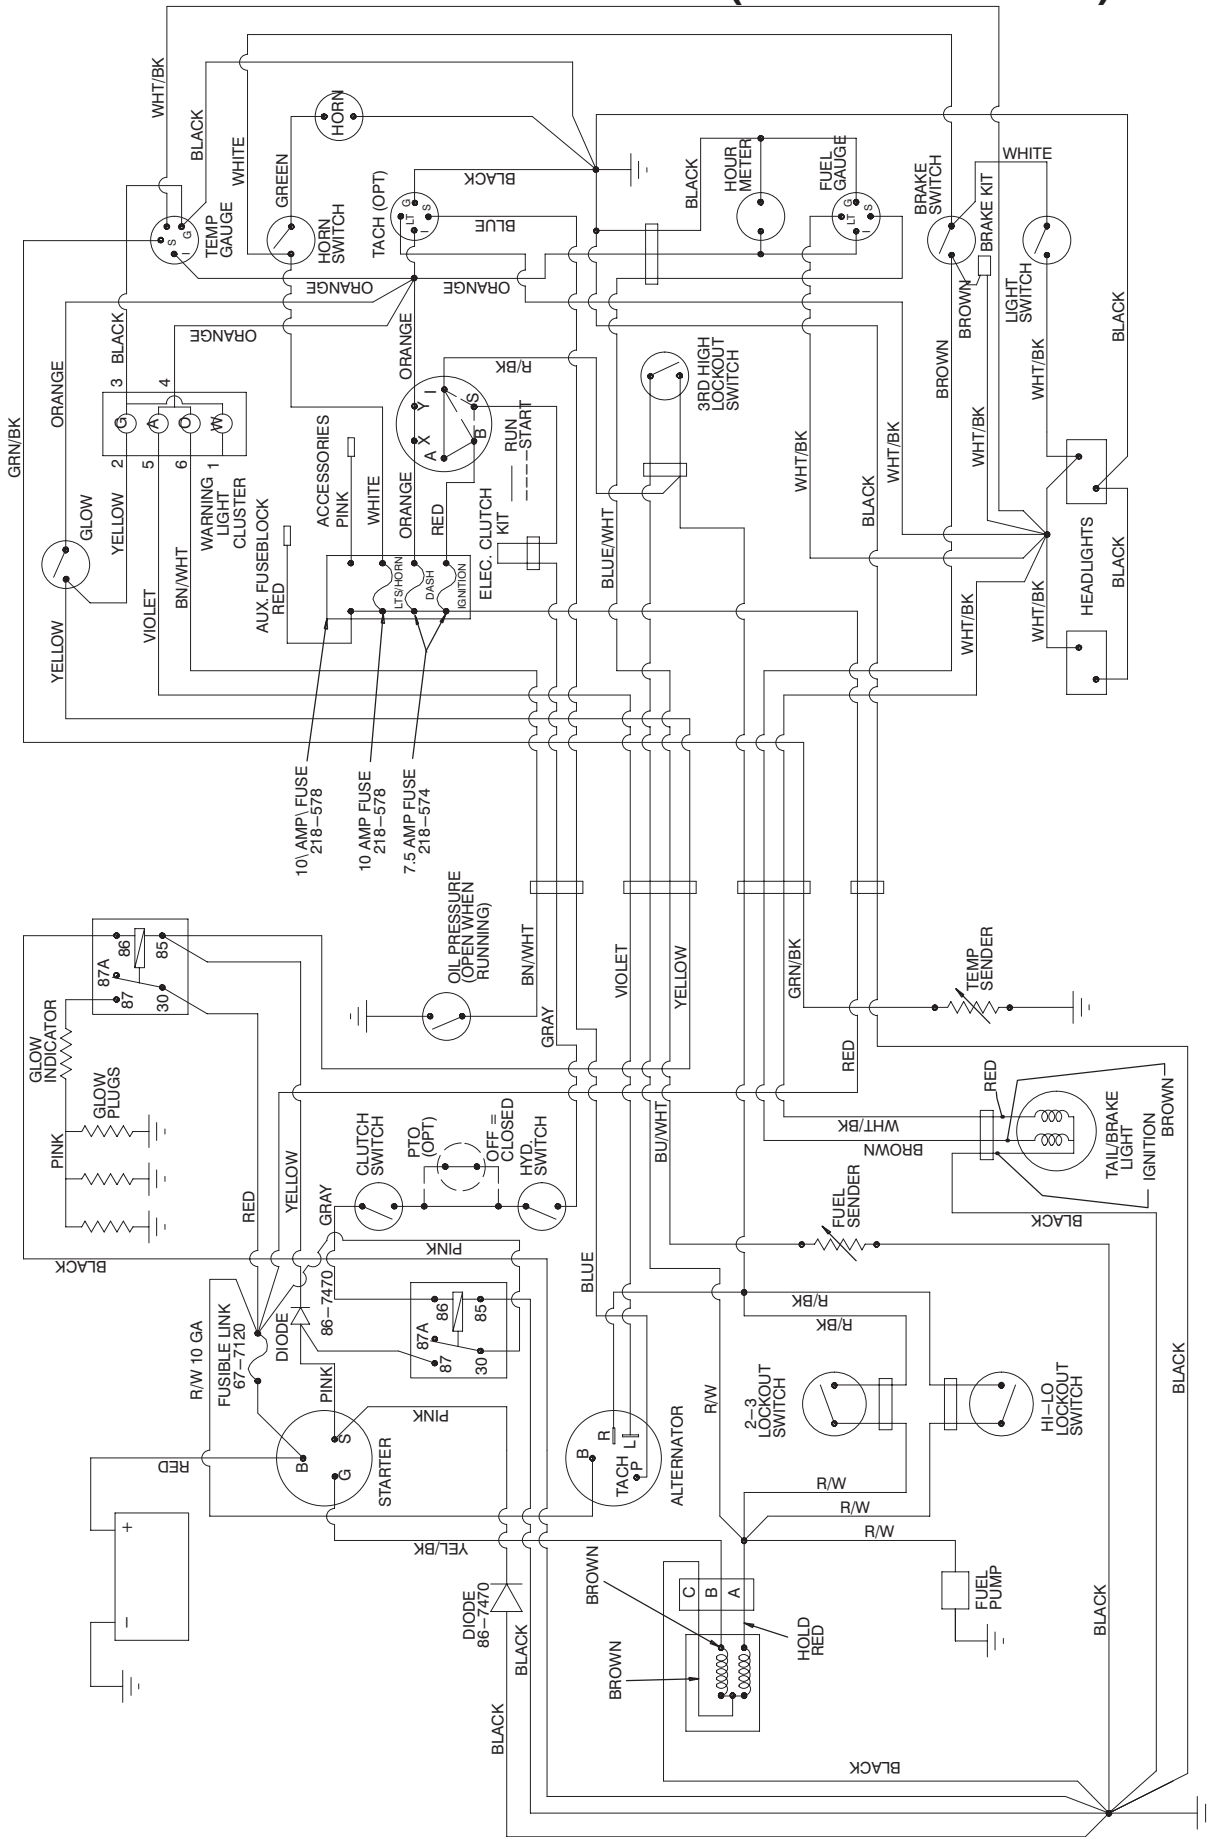 WHT/BK
BLACK
WHITE
GREEN
HORN
HORN
SWITCH
S
G
I
TEMP
GAUGE
GRN/BK
ORANGE
ORANGE
ORANGE
ORANGE
ORANGE
TACH (OPT)
G
LT
S
I
BLACK
BLUE
BLACK
HOUR
METER
FUEL
GAUGE
G
LT
S
I
BRAKE
SWITCH
WHITE
BRAKE KIT
BROWN
BROWN
LIGHT
SWITCH
WHT/BK
BLACK
BLACK
3
4
G
A
O
W
2
5
6
1
WARNING
LIGHT
CLUSTER
GLOW
YELLOW
VIOLET
BN/WHT
YELLOW
AUX. FUSEBLOCK
RED
ACCESSORIES
PINK
WHITE
ORANGE
RED
LTS/HORN
DASH
IGNITION
A
X
Y
I
B
S
R/BK
RUN
START
ELEC. CLUTCH
KIT
3RD HIGH
LOCKOUT
SWITCH
BLUE/WHT
WHT/BK
WHT/BK
BLACK
WHT/BK
WHT/BK
WHT/BK
WHT/BK
HEADLIGHTS
BLACK
10\ AMP\ FUSE
218–578
10 AMP FUSE
218–578
7.5 AMP FUSE
218–574
OIL PRESSURE
(OPEN WHEN
RUNNING)
BN/WHT
GRAY
VIOLET
YELLOW
GRN/BK
RED
TEMP
SENDER
87A
86
87
85
30
GLOW
INDICATOR
GLOW
PLUGS
PINK
RED
YELLOW
BLACK
GRAY
CLUTCH
SWITCH
PTO
(OPT)
OFF =
CLOSED
HYD.
SWITCH
PINK
BLUE
BU/WHT
FUEL
SENDER
WHT/BK
BROWN
RED
TAIL/BRAKE
LIGHT
IGNITION
BROWN
BLACK
R/W 10 GA
FUSIBLE LINK
67–7120
DIODE
86–7470
87A
86
87
85
30
PINK
PINK
RED
B
S
G
STARTER
B
R
L
TACH
P
ALTERNATOR
R/W
R/BK
R/BK
2–3
LOCKOUT
SWITCH
HI–LO
LOCKOUT
SWITCH
BLACK
R/W
R/W
R/W
+
–
YEL/BK
DIODE
86–7470
BLACK
BLACK
BROWN
BROWN
C
B
A
HOLD
RED
FUEL
PUMP
BLACK
BLACK